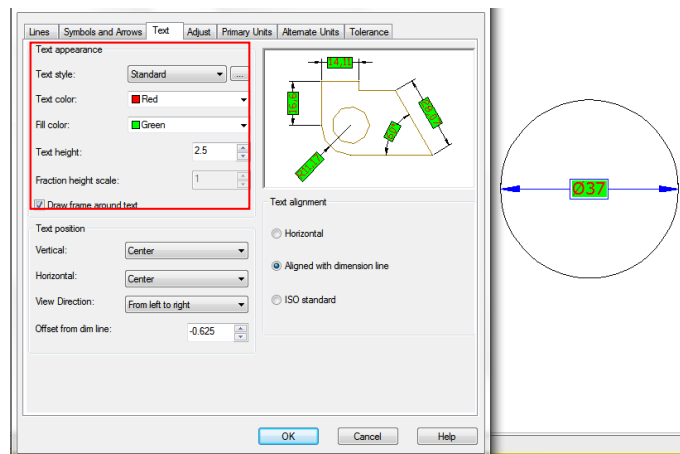 Lines Symbols and Arrows Text Adjust Primary Units Alternate Units Tolerance
Text appearance
Text style: Standard ...
Text color: Red
Fill color: Green
Text height: 2.5
Fraction height scale: 1
Draw frame around text
Text position
Vertical: Center
Horizontal: Center
View Direction: From left to right
Offset from dim line: -0.625
14,11
Text alignment
Horizontal
Aligned with dimension line
ISO standard
OK Cancel Help
Ø37